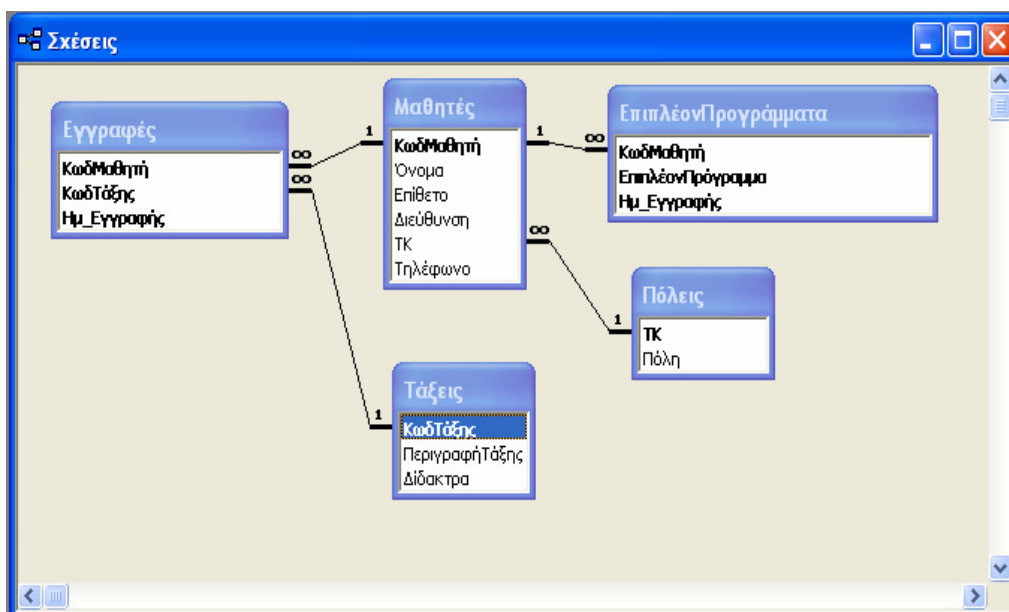 Σχέσεις
Εγγραφές
ΚωδΜαθητή
ΚωδΤάξης
Ημ_Εγγραφής
∞
∞
1
Μαθητές
ΚωδΜαθητή
Όνομα
Επίθετο
Διεύθυνση
ΤΚ
Τηλέφωνο
1
∞
ΕπιπλέονΠρογράμματα
ΚωδΜαθητή
ΕπιπλέονΠρόγραμμα
Ημ_Εγγραφής
∞
1
Πόλεις
ΤΚ
Πόλη
1
Τάξεις
ΚωδΤάξης
ΠεριγραφήΤάξης
Δίδακτρα